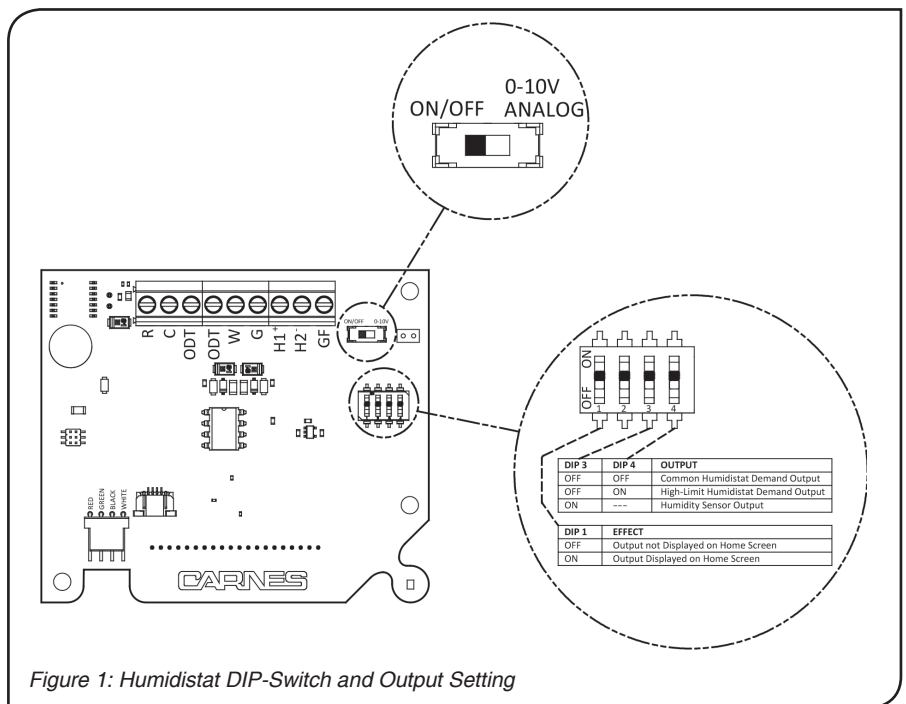 0-10V
ON/OFF ANALOG
ON/OFF 0-10V
R C ODT ODT W G H1+ H2- GF
OFF ON
1 2 3 4
DIP 3 DIP 4 OUTPUT
OFF OFF Common Humidistat Demand Output
OFF ON High-Limit Humidistat Demand Output
ON --- Humidity Sensor Output
DIP 1 EFFECT
OFF Output not Displayed on Home Screen
ON Output Displayed on Home Screen
RED
GREEN
BLACK
WHITE
CARNES
Figure 1: Humidistat DIP-Switch and Output Setting